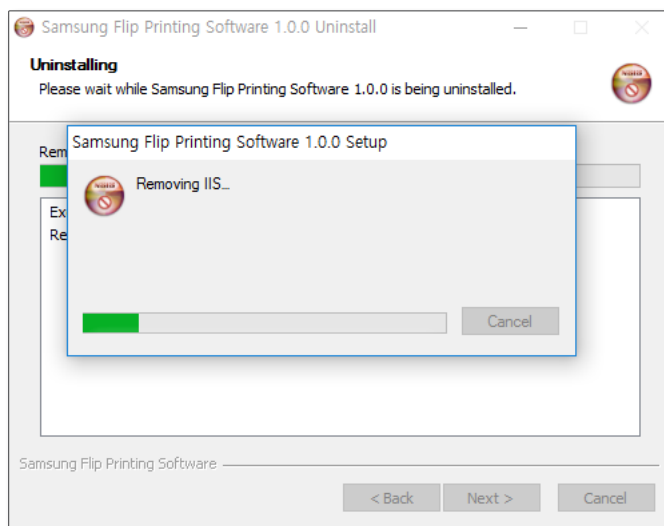 Samsung Flip Printing Software 1.0.0 Uninstall
Uninstalling
Please wait while Samsung Flip Printing Software 1.0.0 is being uninstalled.
Rem
Samsung Flip Printing Software 1.0.0 Setup
Removing IIS...
Ex
Re
Cancel
Samsung Flip Printing Software
< Back
Next >
Cancel